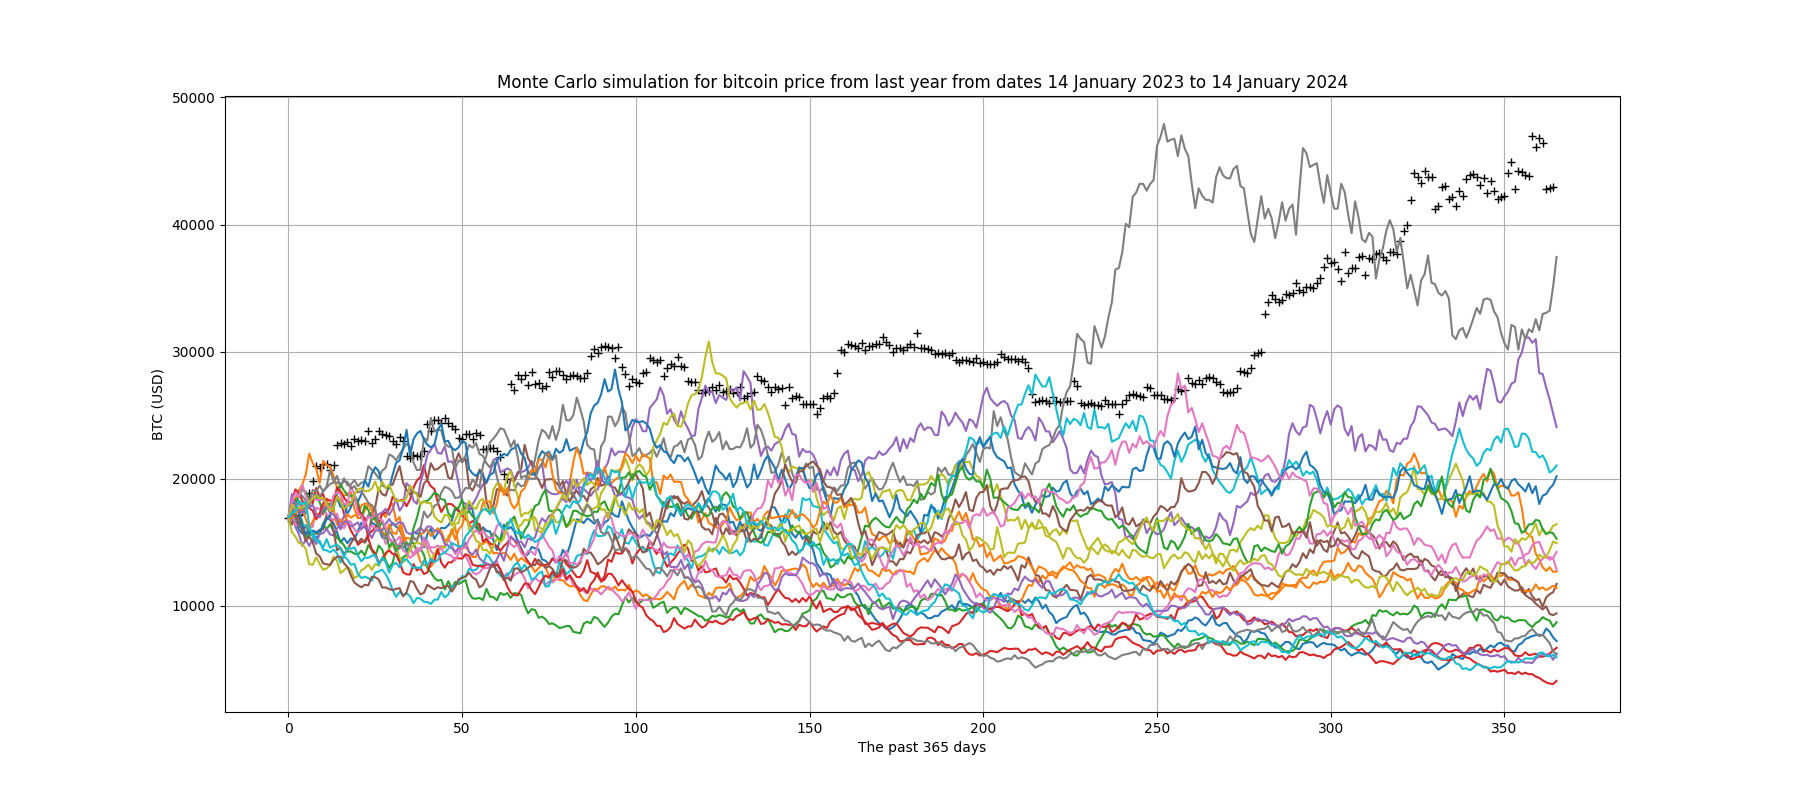 Monte Carlo simulation for bitcoin price from last year from dates 14 January 2023 to 14 January 2024
50000
40000
30000
20000
10000
BTC (USD)
0 50 100 150 200 250 300 350
The past 365 days